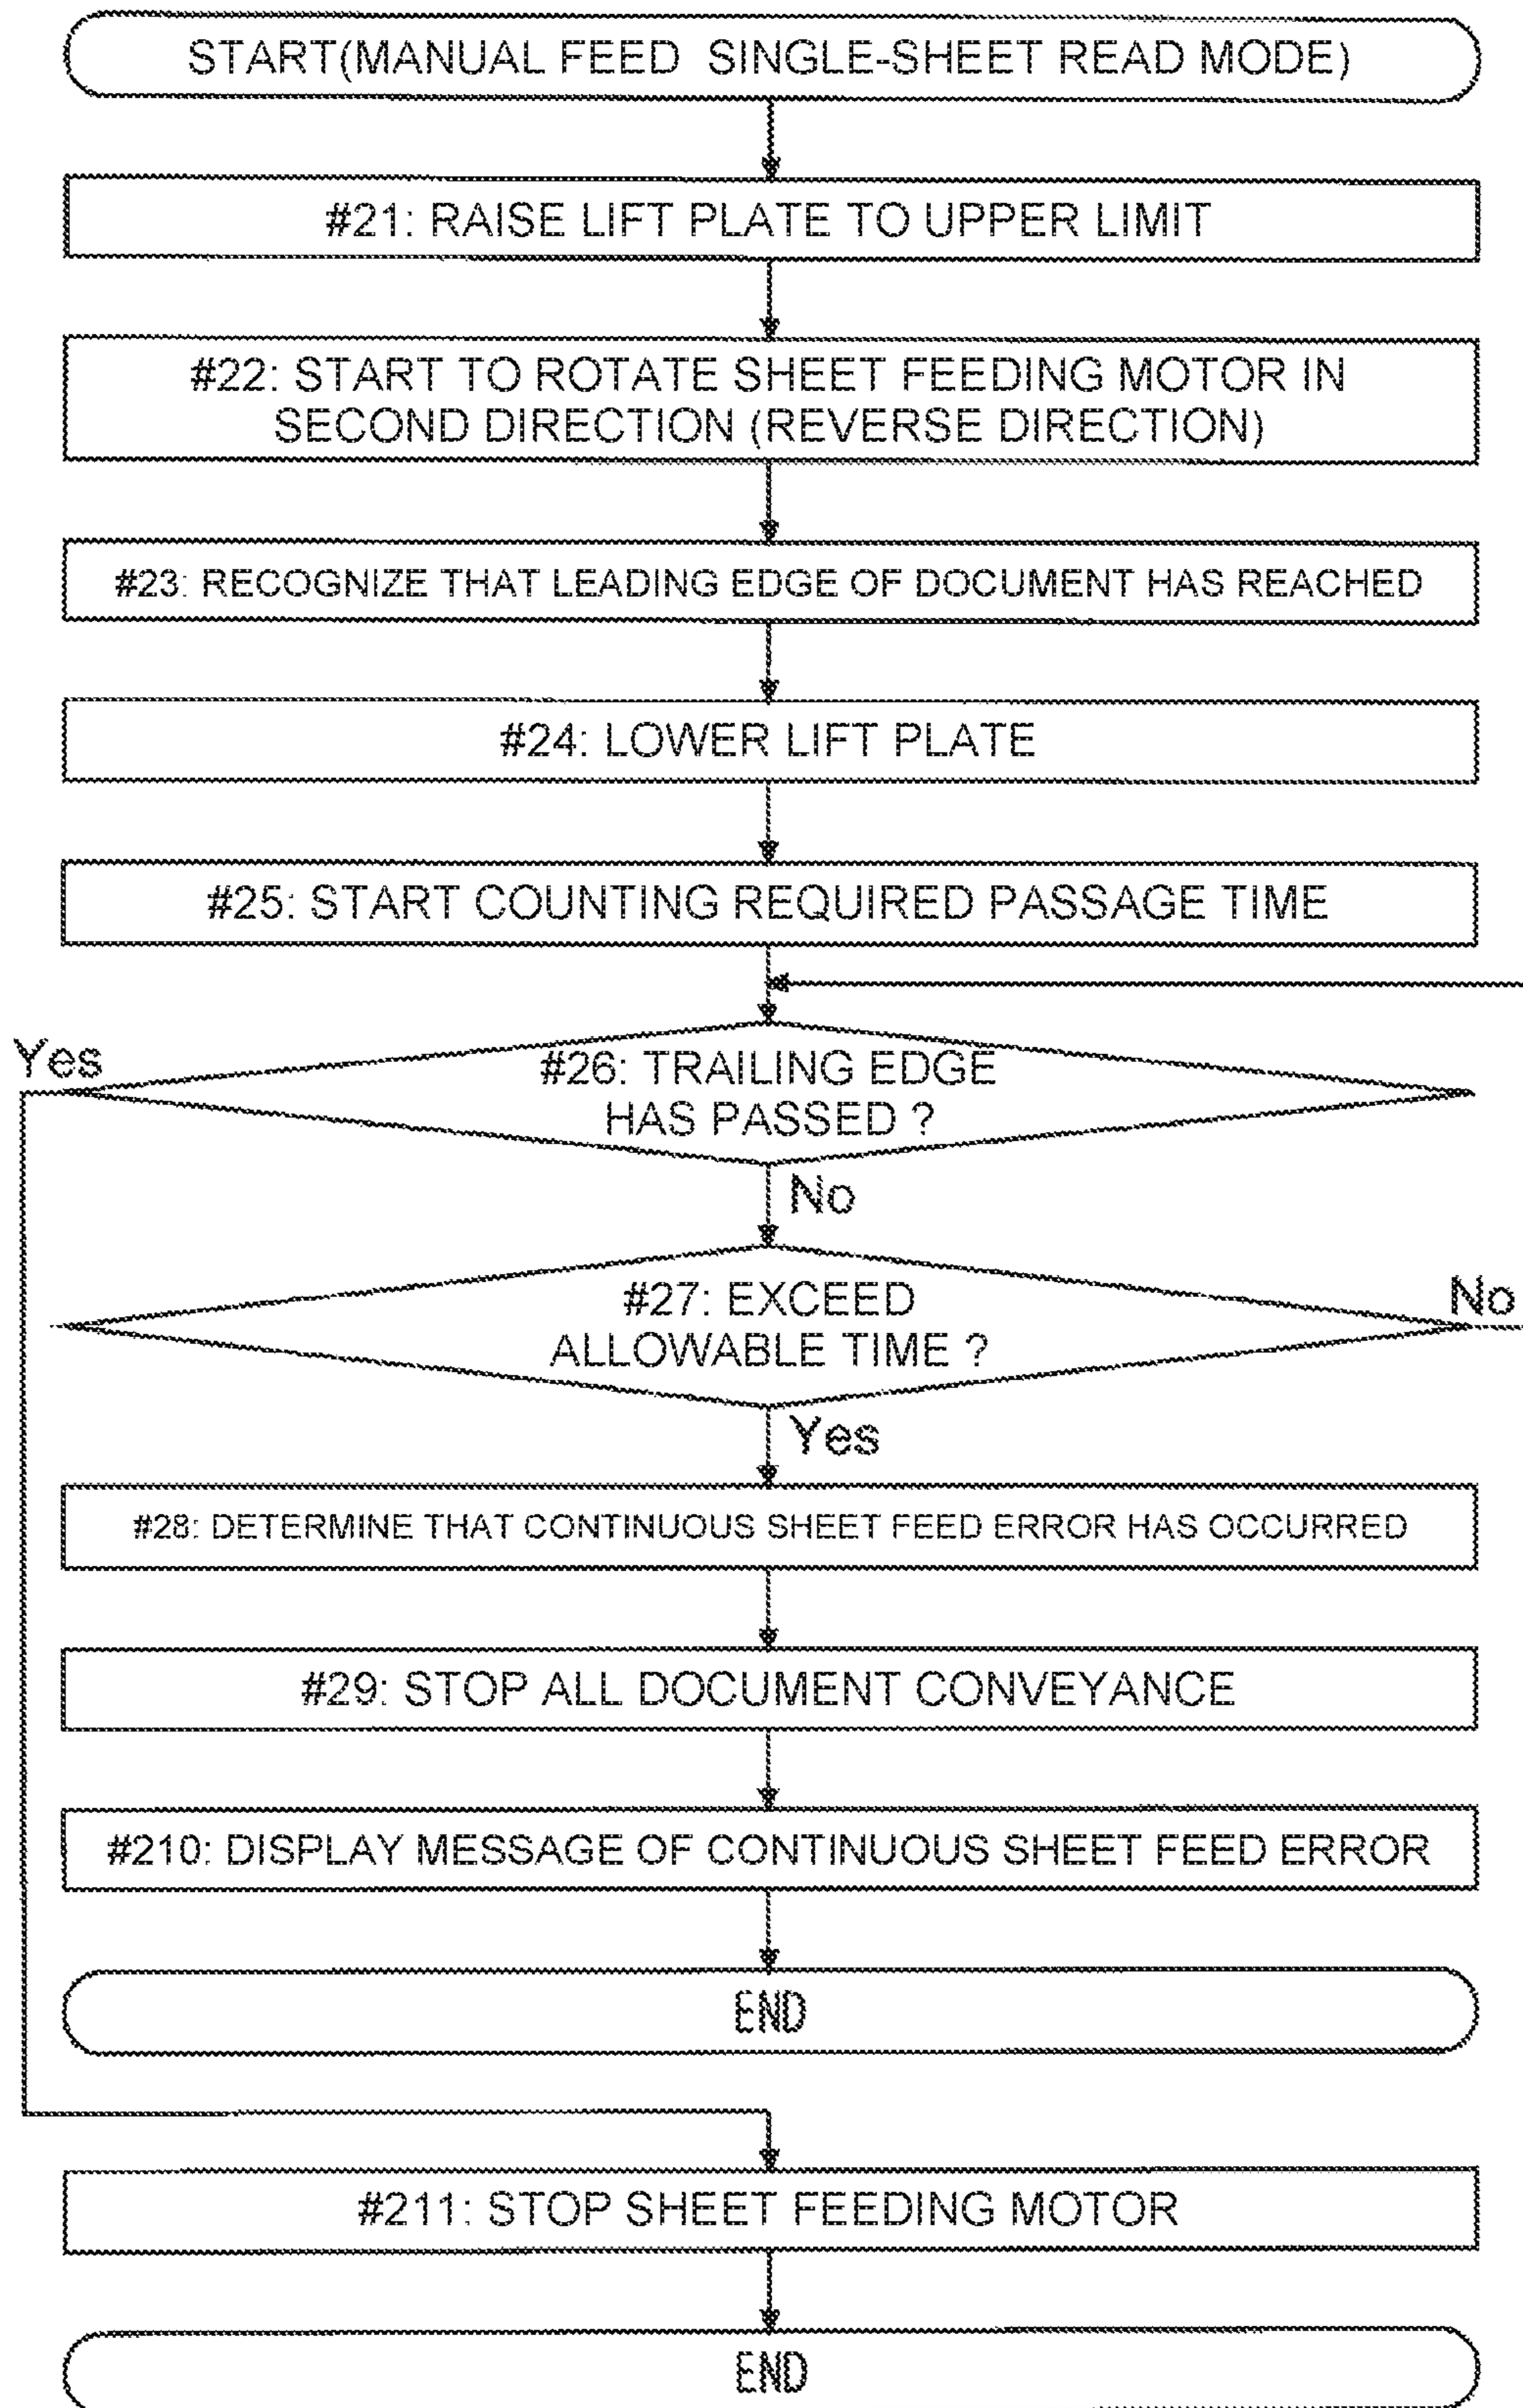 START(MANUAL FEED SINGLE-SHEET READ MODE)
#21: RAISE LIFT PLATE TO UPPER LIMIT
#22: START TO ROTATE SHEET FEEDING MOTOR IN
SECOND DIRECTION (REVERSE DIRECTION)
#23: RECOGNIZE THAT LEADING EDGE OF DOCUMENT HAS REACHED
#24: LOWER LIFT PLATE
#25: START COUNTING REQUIRED PASSAGE TIME
Yes
#26: TRAILING EDGE
HAS PASSED ?
No
#27: EXCEED
ALLOWABLE TIME ?
No
Yes
#28: DETERMINE THAT CONTINUOUS SHEET FEED ERROR HAS OCCURRED
#29: STOP ALL DOCUMENT CONVEYANCE
#210: DISPLAY MESSAGE OF CONTINUOUS SHEET FEED ERROR
END
#211: STOP SHEET FEEDING MOTOR
END